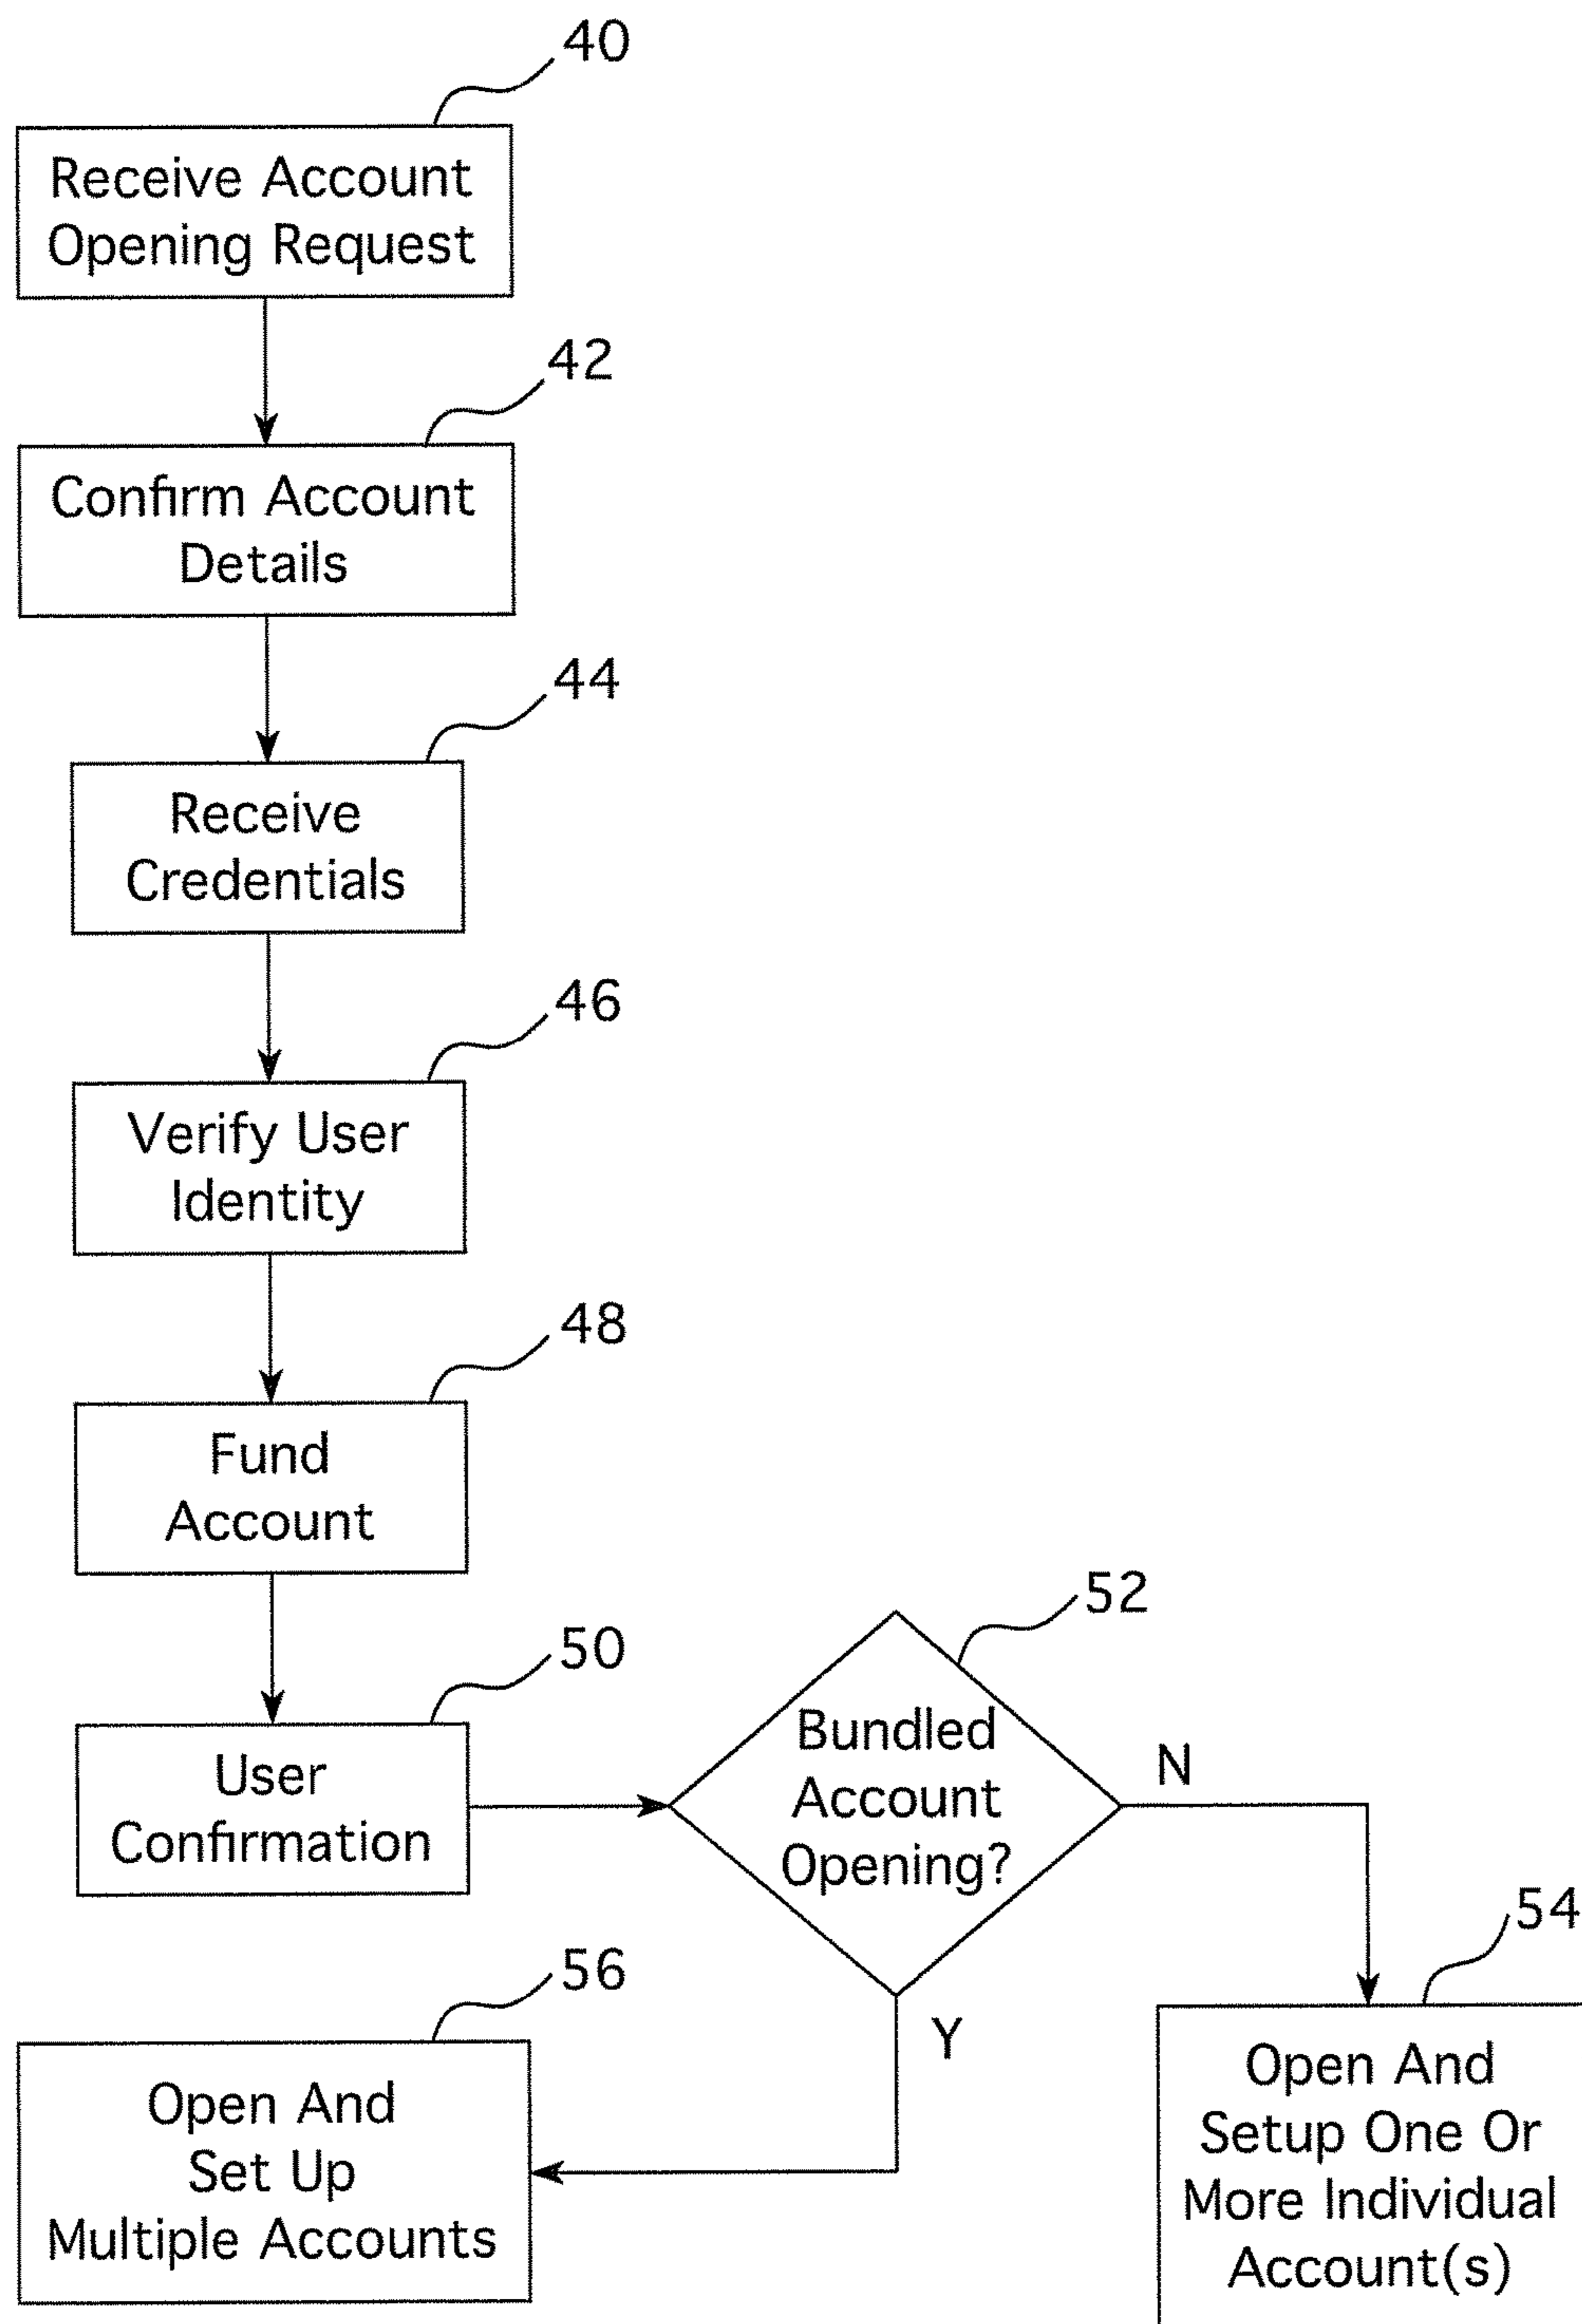 40
Receive Account
Opening Request
42
Confirm Account
Details
44
Receive
Credentials
46
Verify User
Identity
48
Fund
Account
50
User
Confirmation
52
Bundled
Account
Opening?
N
Y
54
Open And
Setup One Or
More Individual
Account(s)
56
Open And
Set Up
Multiple Accounts